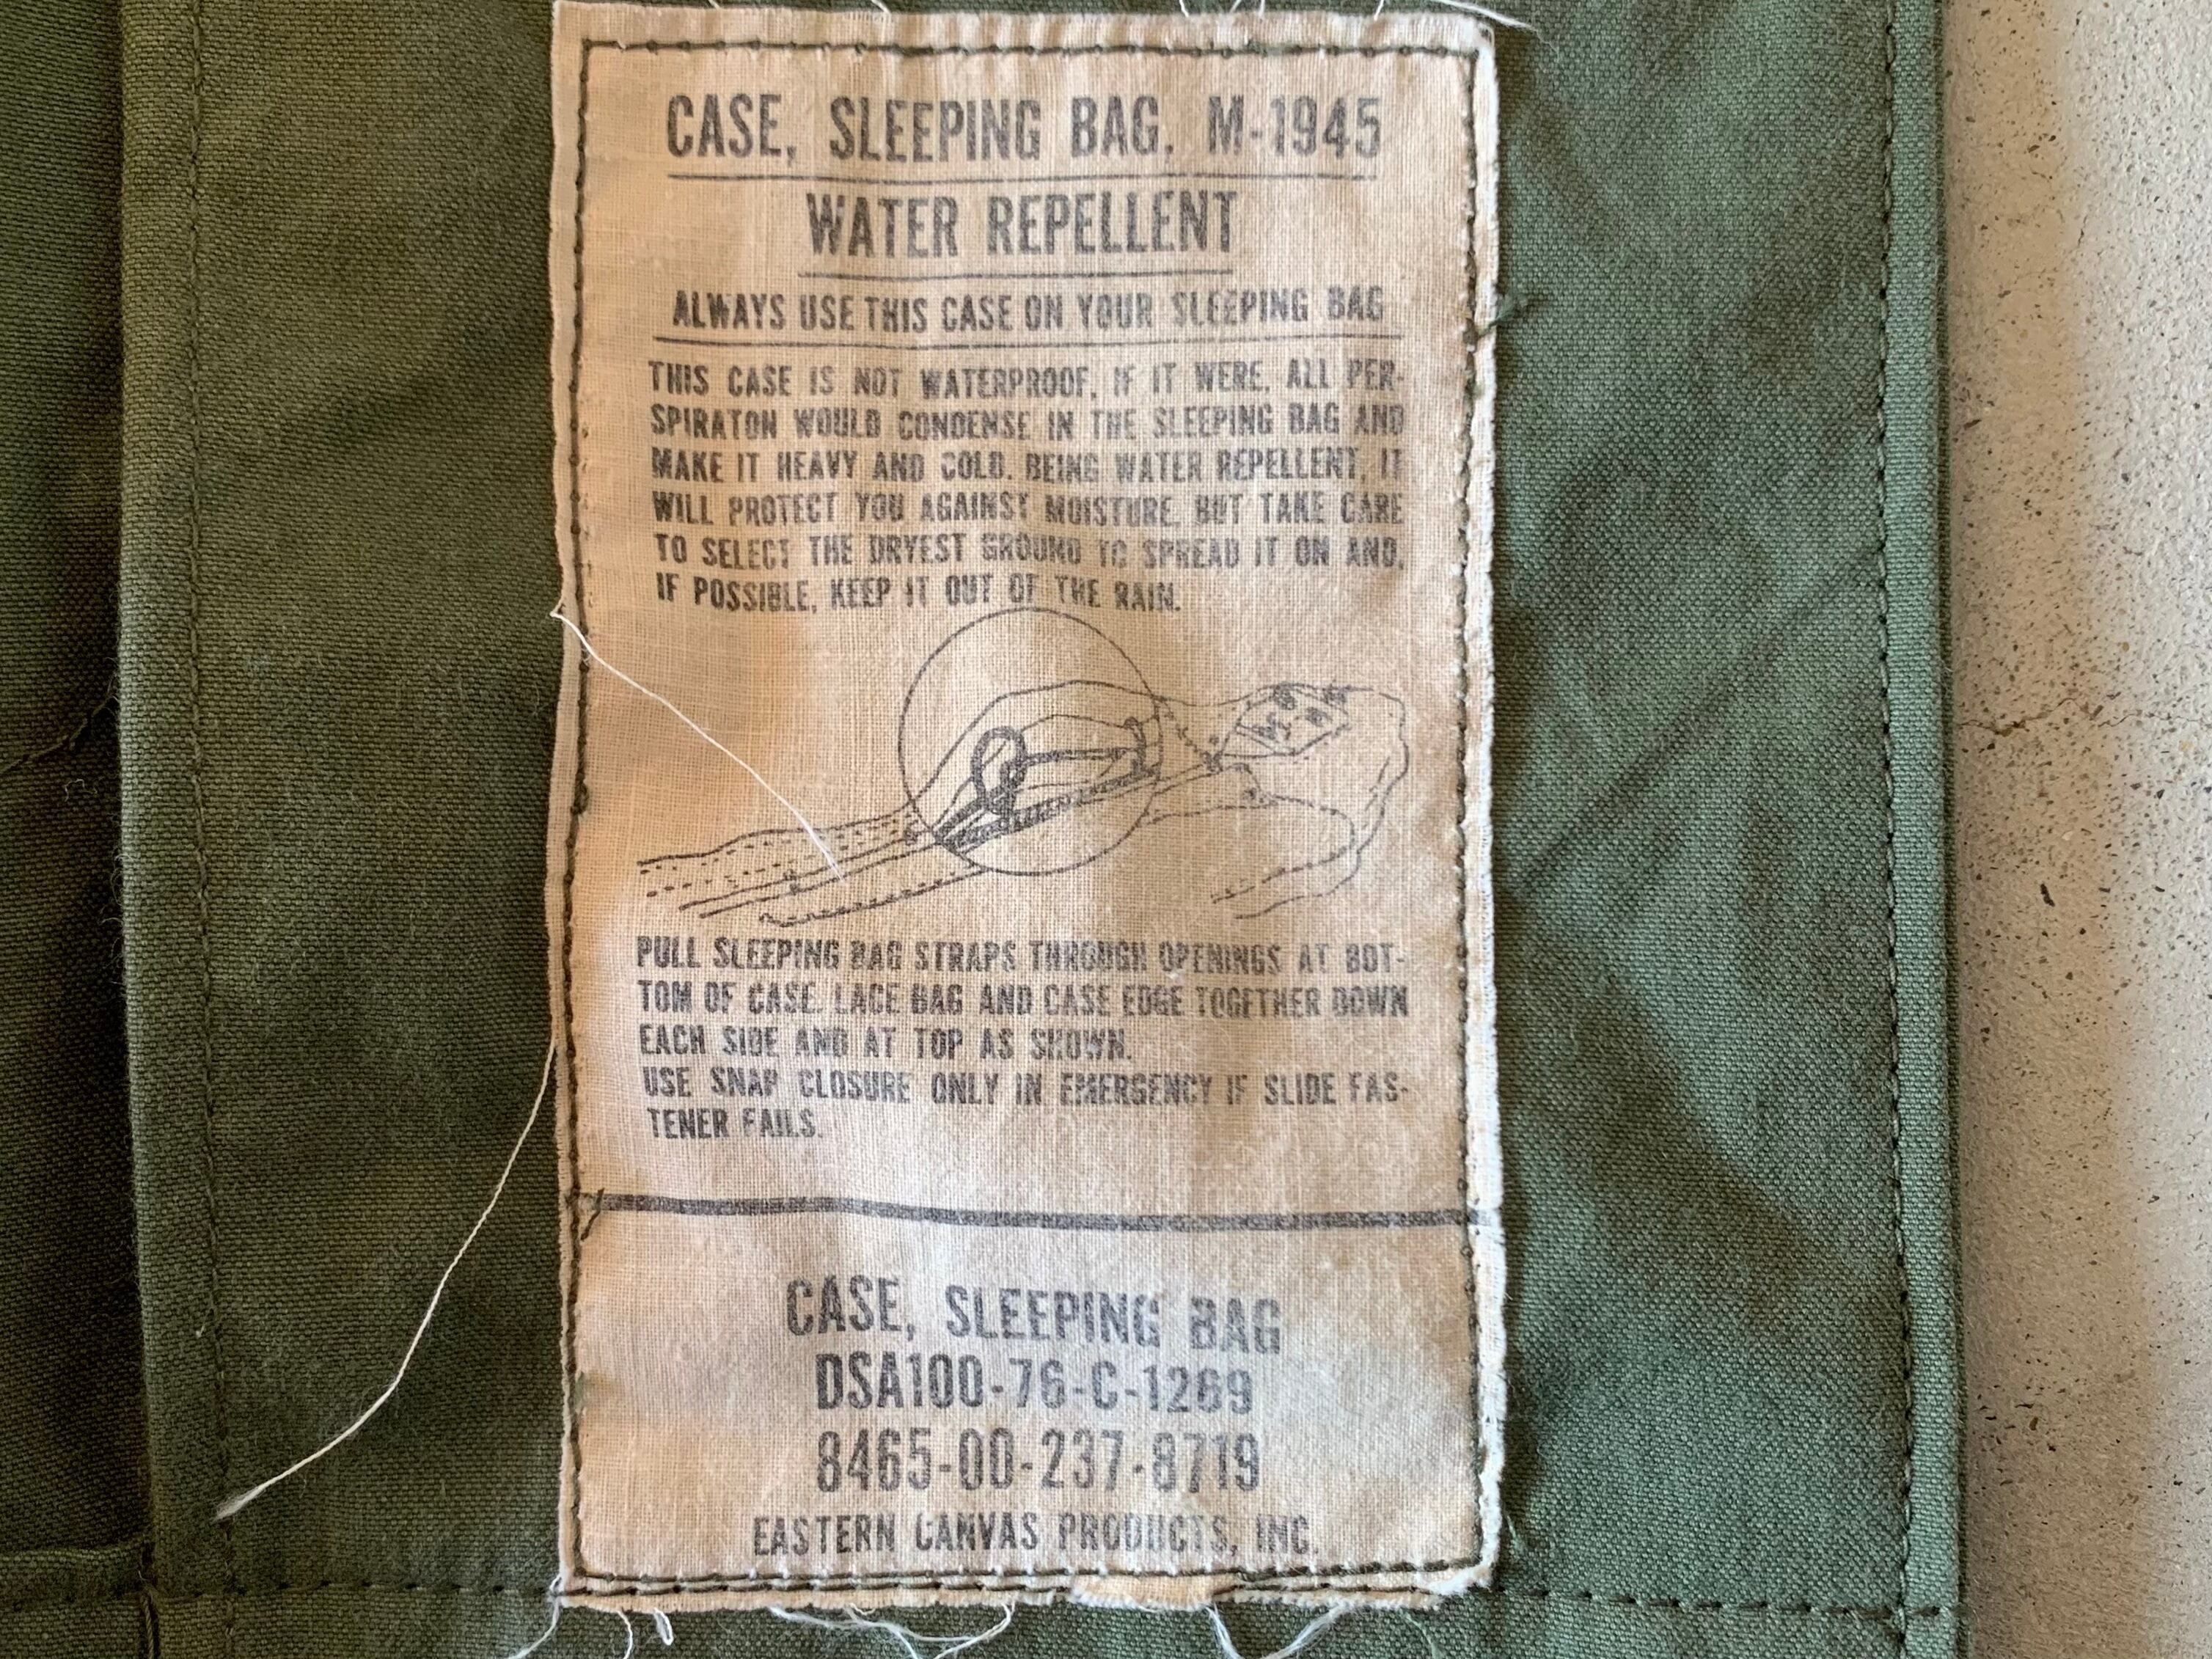 CASE, SLEEPING BAG, M-1945
WATER REPELLENT
ALWAYS USE THIS CASE ON YOUR SLEEPING BAG
THIS CASE IS NOT WATERPROOF, IF IT WERE, ALL PER-
SPIRATON WOULD CONDENSE IN THE SLEEPING BAG AND
MAKE IT HEAVY AND COLD. BEING WATER REPELLENT, IT
WILL PROTECT YOU AGAINST MOISTURE, BUT TAKE CARE
TO SELECT THE DRYEST GROUND TO SPREAD IT ON AND,
IF POSSIBLE, KEEP IT OUT OF THE RAIN.
PULL SLEEPING BAG STRAPS THROUGH OPENINGS AT BOT-
TOM OF CASE. LACE BAG AND CASE EDGE TOGETHER DOWN
EACH SIDE AND AT TOP AS SHOWN.
USE SNAP CLOSURE ONLY IN EMERGENCY IF SLIDE FAS-
TENER FAILS.
CASE, SLEEPING BAG
DSA100-76-C-1269
8465-00-237-8719
EASTERN CANVAS PRODUCTS, INC.